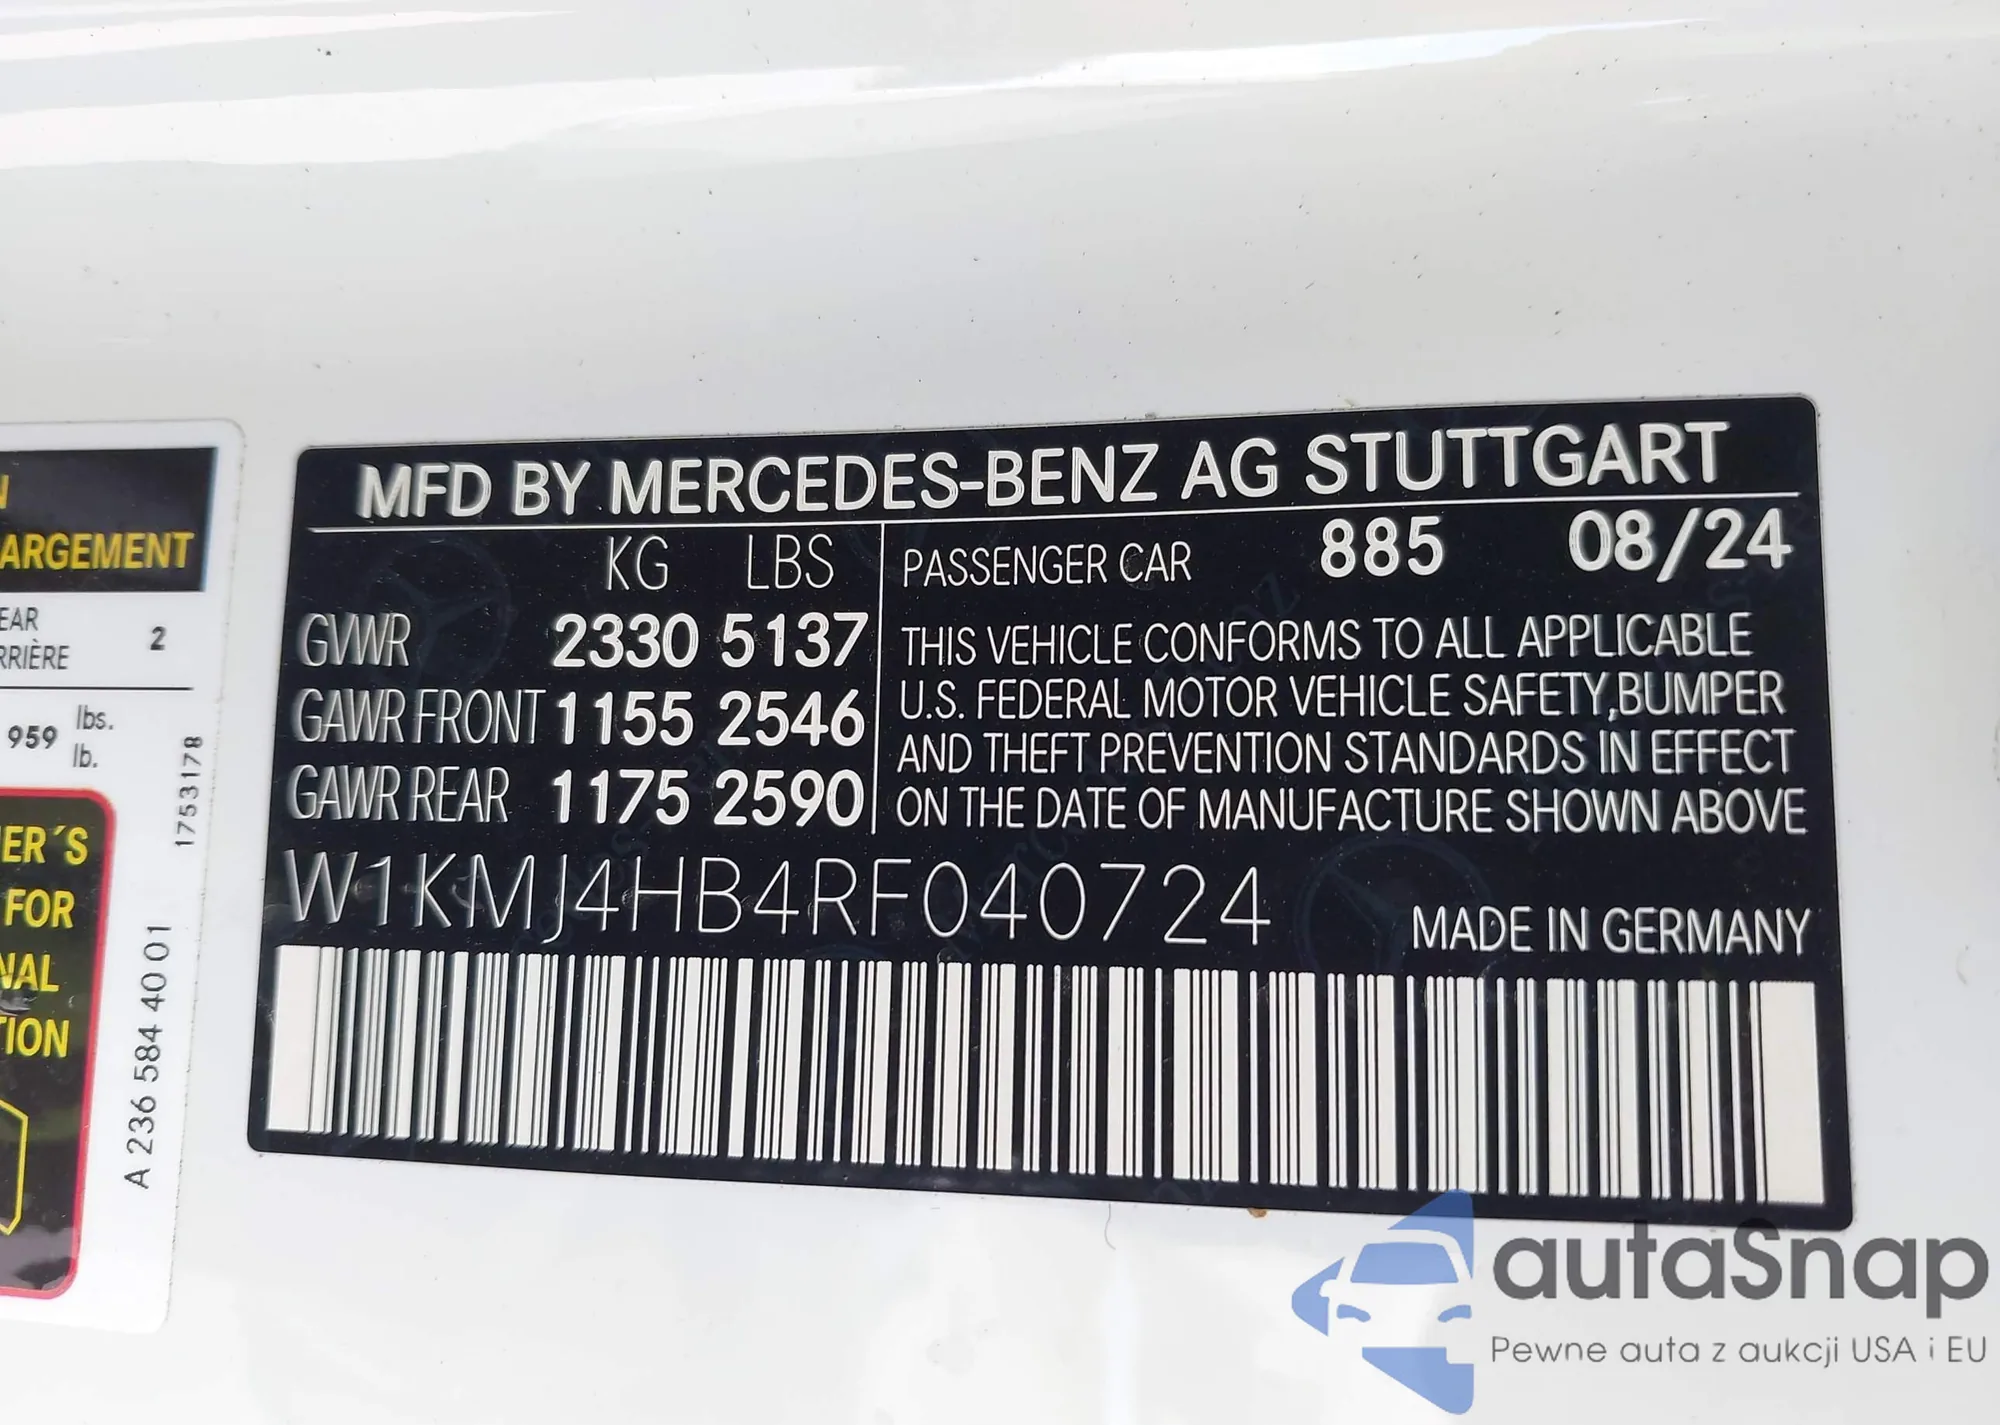 MFD BY MERCEDES-BENZ AG STUTTGART
KG LBS
GVWR 2330 5137
GAWR FRONT 1155 2546
GAWR REAR 1175 2590
PASSENGER CAR 885 08/24
THIS VEHICLE CONFORMS TO ALL APPLICABLE
U.S. FEDERAL MOTOR VEHICLE SAFETY,BUMPER
AND THEFT PREVENTION STANDARDS IN EFFECT
ON THE DATE OF MANUFACTURE SHOWN ABOVE
W1KMJ4HB4RF040724
MADE IN GERMANY
N
ARGEMENT
EAR
RRIÈRE
2
959 lbs.
lb.
1753178
A 236 584 40 01
ER´S
FOR
NAL
TION
autaSnap
Pewne auta z aukcji USA i EU